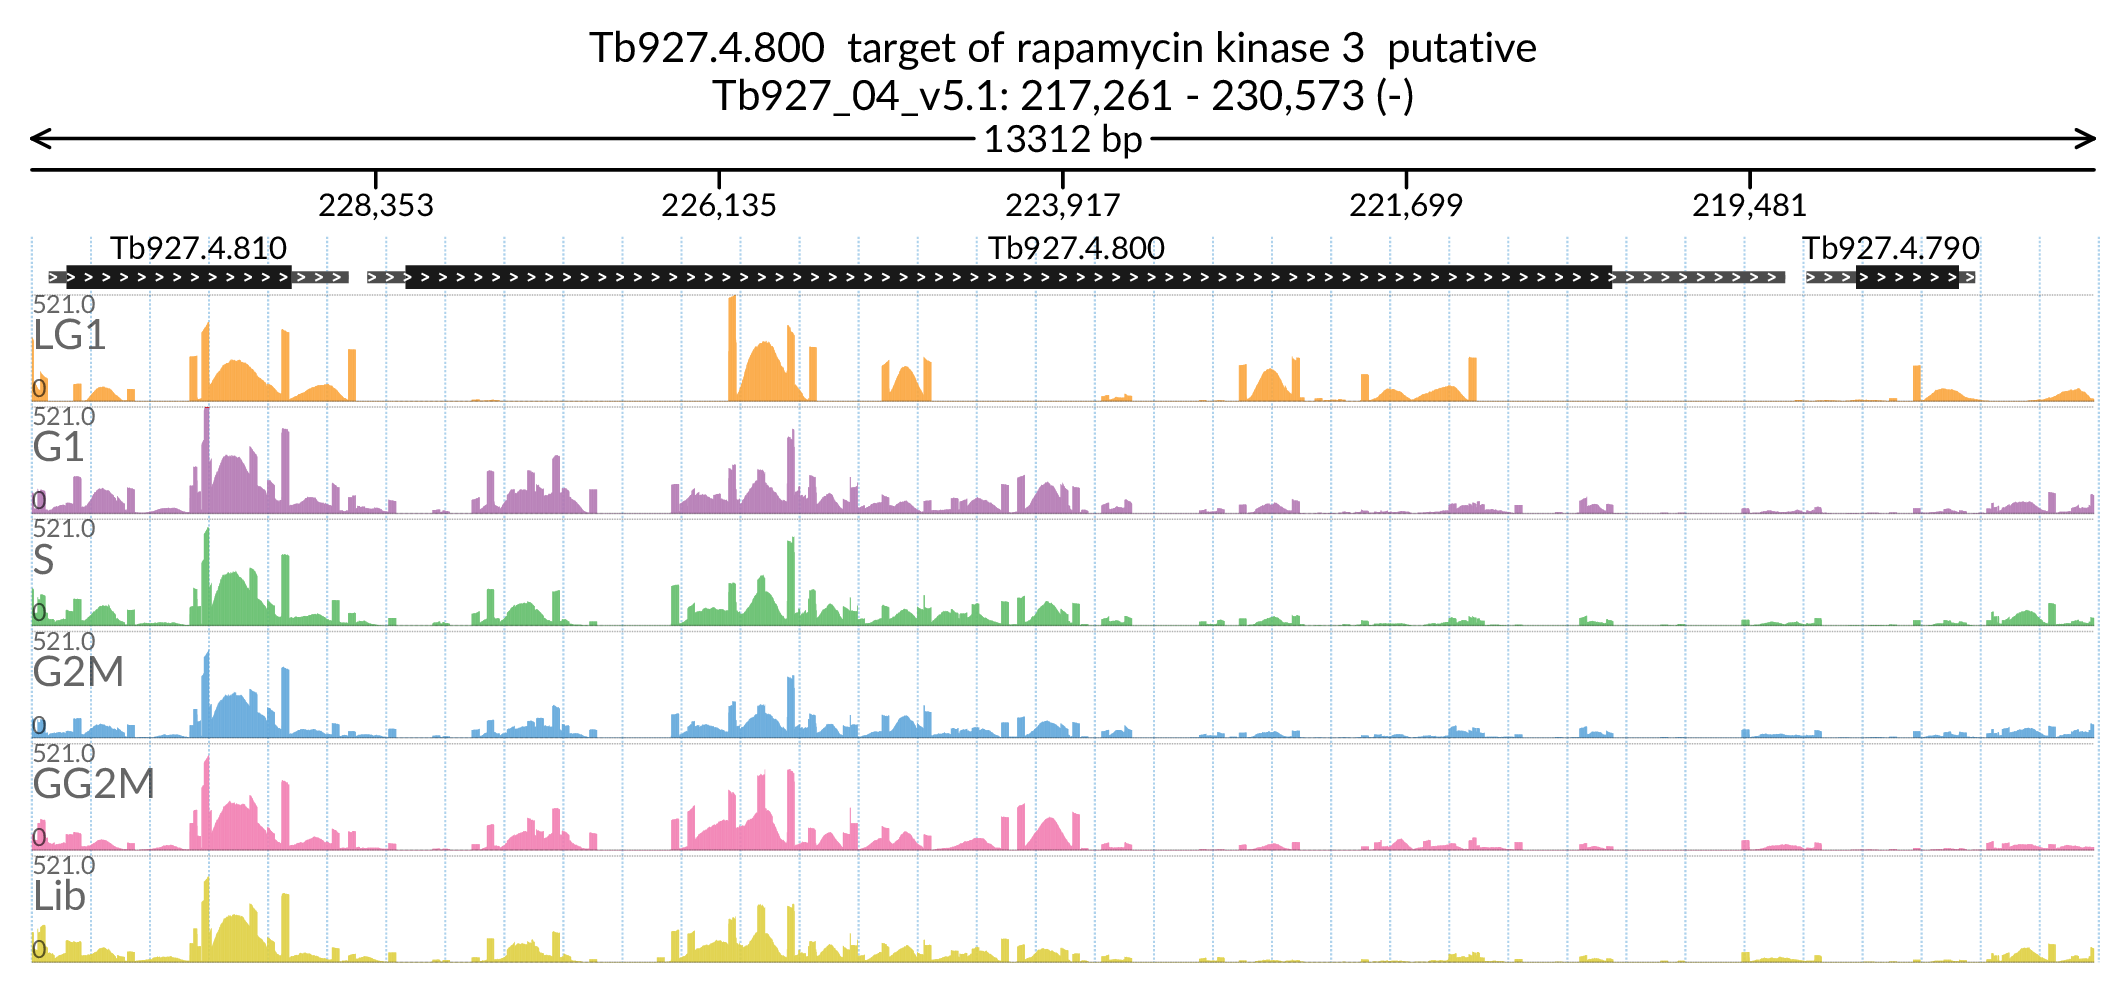 Tb927.4.800 target of rapamycin kinase 3 putative
Tb927_04_v5.1: 217,261 - 230,573 (-)
13312 bp
228,353 226,135 223,917 221,699 219,481
Tb927.4.810 Tb927.4.800 Tb927.4.790
521.0
LG1
0
521.0
G1
0
521.0
S
0
521.0
G2M
0
521.0
GG2M
0
521.0
Lib
0